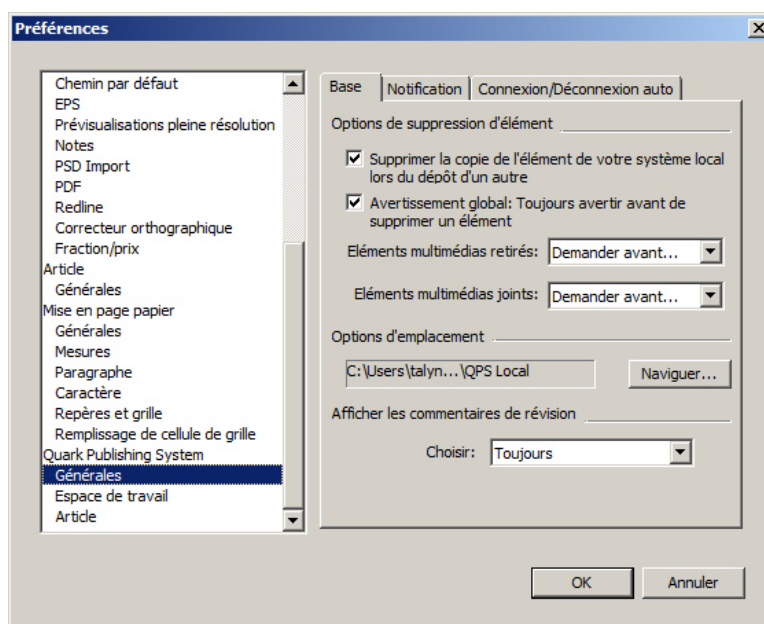 Préférences
Chemin par défaut
EPS
Prévisualisations pleine résolution
Notes
PSD Import
PDF
Redline
Correcteur orthographique
Fraction/prix
Article
Générales
Mise en page papier
Générales
Mesures
Paragraphe
Caractère
Repères et grille
Remplissage de cellule de grille
Quark Publishing System
Générales
Espace de travail
Article
Base
Notification
Connexion/Déconnexion auto
Options de suppression d'élément
Supprimer la copie de l'élément de votre système local
lors du dépôt d'un autre
Avertissement global: Toujours avertir avant de
supprimer un élément
Eléments multimédias retirés: Demander avant...
Eléments multimédias joints: Demander avant...
Options d'emplacement
C:\Users\talyn...\QPS Local
Naviguer...
Afficher les commentaires de révision
Choisir: Toujours
OK
Annuler